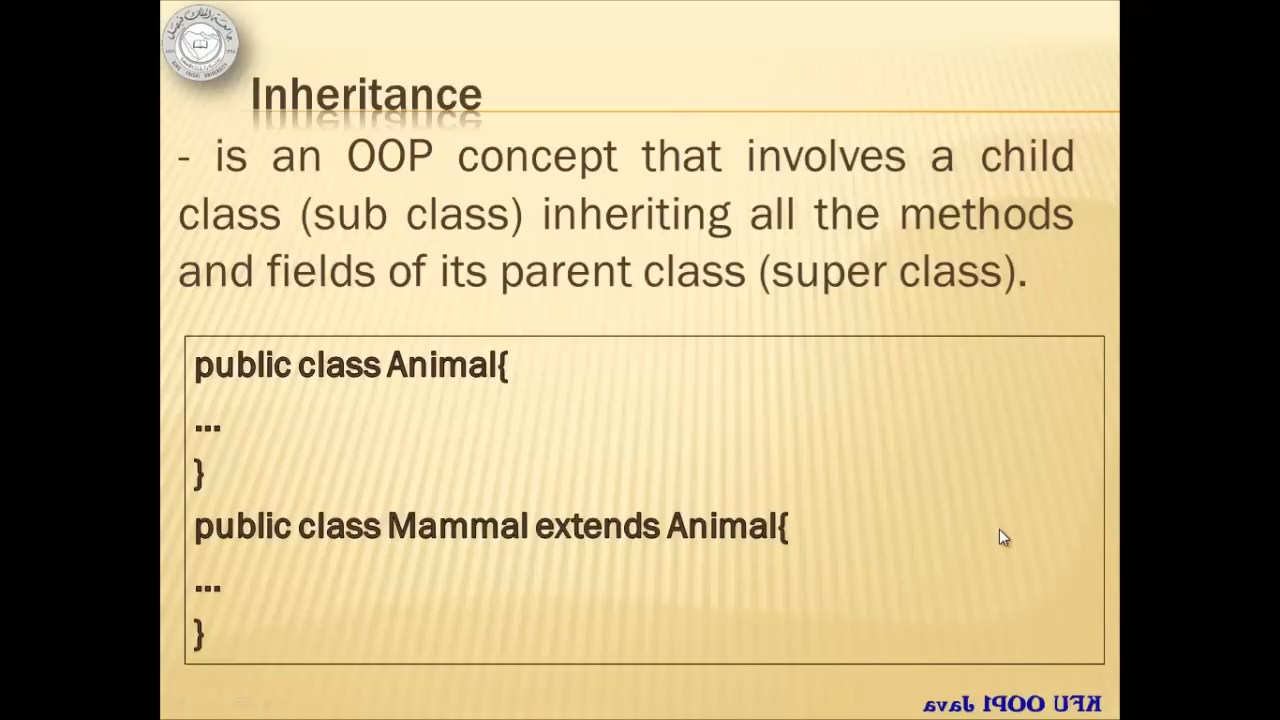 Inheritance
- is an OOP concept that involves a child
class (sub class) inheriting all the methods
and fields of its parent class (super class).
public class Animal{
...
}
public class Mammal extends Animal{
...
}
KFU OOP1 Java